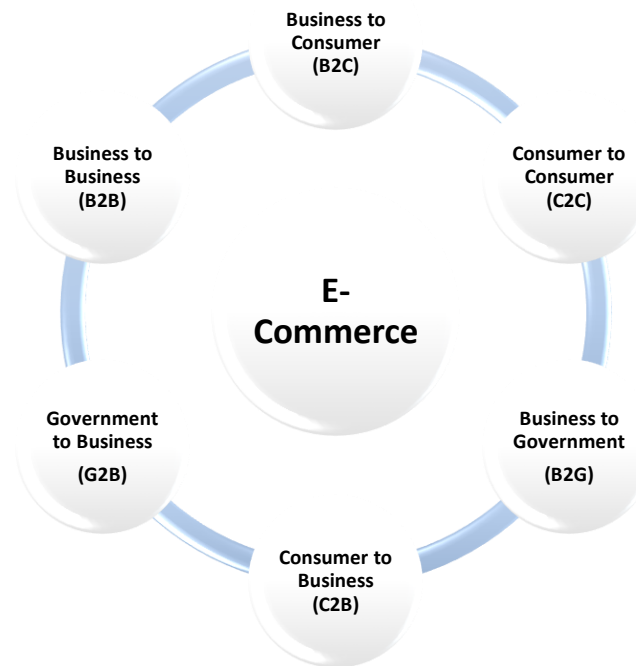 Business to
Consumer
(B2C)
Business to
Business
(B2B)
Consumer to
Consumer
(C2C)
E-
Commerce
Government
to Business
(G2B)
Business to
Government
(B2G)
Consumer to
Business
(C2B)